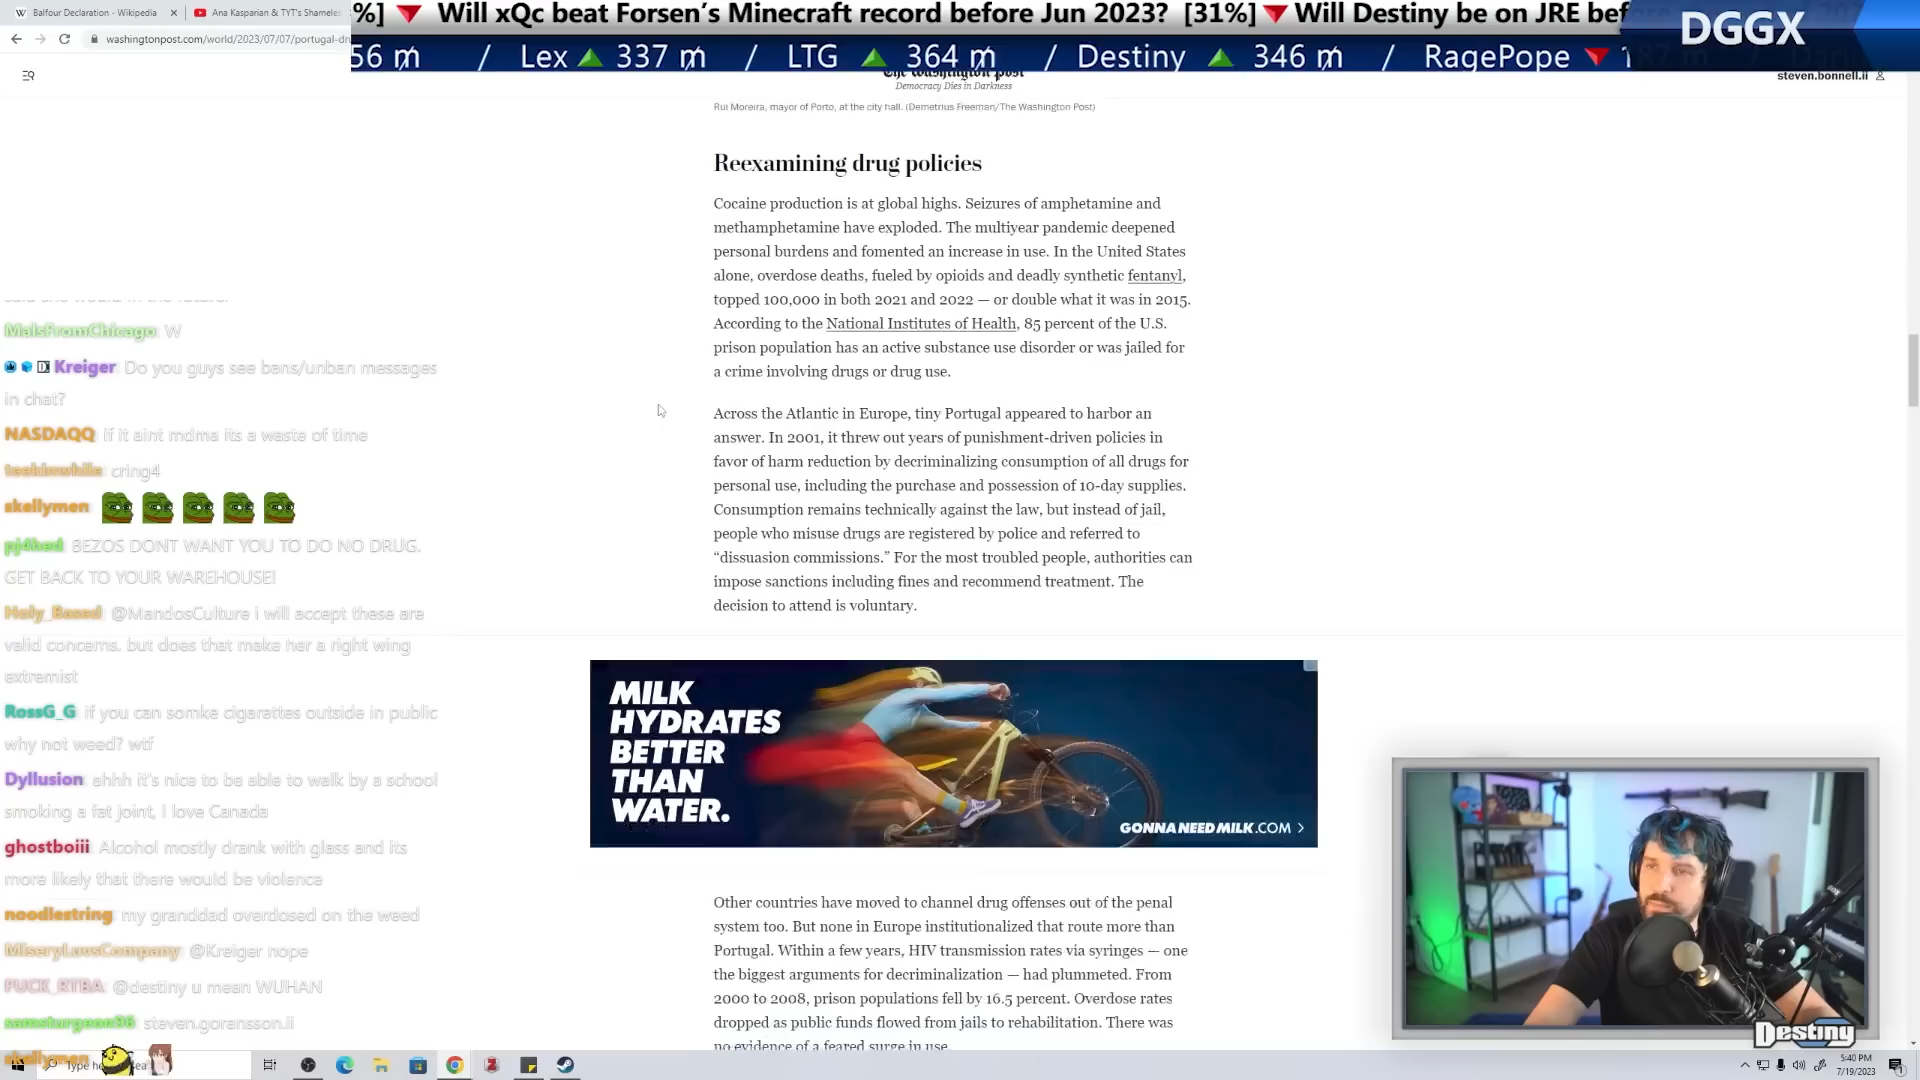 Balfour Declaration - Wikipedia
Ana Kasparian & TYT's Shameles
%] Will xQc beat Forsen's Minecraft record before Jun 2023? [31%] Will Destiny be on JRE bef
DGGX
washingtonpost.com/world/2023/07/07/portugal-dr
56 ₥ / Lex 337 ₥ / LTG 364 ₥ / Destiny 346 ₥ / RagePope
The Washington Post
Democracy Dies in Darkness
steven.bonnell.ii
Rui Moreira, mayor of Porto, at the city hall. (Demetrius Freeman/The Washington Post)
Reexamining drug policies
Cocaine production is at global highs. Seizures of amphetamine and
methamphetamine have exploded. The multiyear pandemic deepened
personal burdens and fomented an increase in use. In the United States
alone, overdose deaths, fueled by opioids and deadly synthetic fentanyl,
topped 100,000 in both 2021 and 2022 — or double what it was in 2015.
According to the National Institutes of Health, 85 percent of the U.S.
prison population has an active substance use disorder or was jailed for
a crime involving drugs or drug use.
Across the Atlantic in Europe, tiny Portugal appeared to harbor an
answer. In 2001, it threw out years of punishment-driven policies in
favor of harm reduction by decriminalizing consumption of all drugs for
personal use, including the purchase and possession of 10-day supplies.
Consumption remains technically against the law, but instead of jail,
people who misuse drugs are registered by police and referred to
“dissuasion commissions.” For the most troubled people, authorities can
impose sanctions including fines and recommend treatment. The
decision to attend is voluntary.
MILK
HYDRATES
BETTER
THAN
WATER.
GONNA NEED MILK.COM >
Other countries have moved to channel drug offenses out of the penal
system too. But none in Europe institutionalized that route more than
Portugal. Within a few years, HIV transmission rates via syringes — one
the biggest arguments for decriminalization — had plummeted. From
2000 to 2008, prison populations fell by 16.5 percent. Overdose rates
dropped as public funds flowed from jails to rehabilitation. There was
no evidence of a feared surge in use.
MalsFromChicago: W
Kreiger: Do you guys see bans/unban messages
in chat?
NASDAQQ: if it aint mdma its a waste of time
teekinwhile: cring4
skellymen:
pj4hed: BEZOS DONT WANT YOU TO DO NO DRUG.
GET BACK TO YOUR WAREHOUSE!
Holy_Based: @MandosCulture i will accept these are
valid concerns. but does that make her a right wing
extremist
RossG_G: if you can somke cigarettes outside in public
why not weed? wtf
Dyllusion: ahhh it's nice to be able to walk by a school
smoking a fat joint, I love Canada
ghostboiii: Alcohol mostly drank with glass and its
more likely that there would be violence
noodlestring: my granddad overdosed on the weed
MiseryLuvsCompany: @Kreiger nope
FUCK_RTBA: @destiny u mean WUHAN
samsturgeon96: steven.goransson.ii
skellymen
Destiny
5:40 PM
7/19/2023